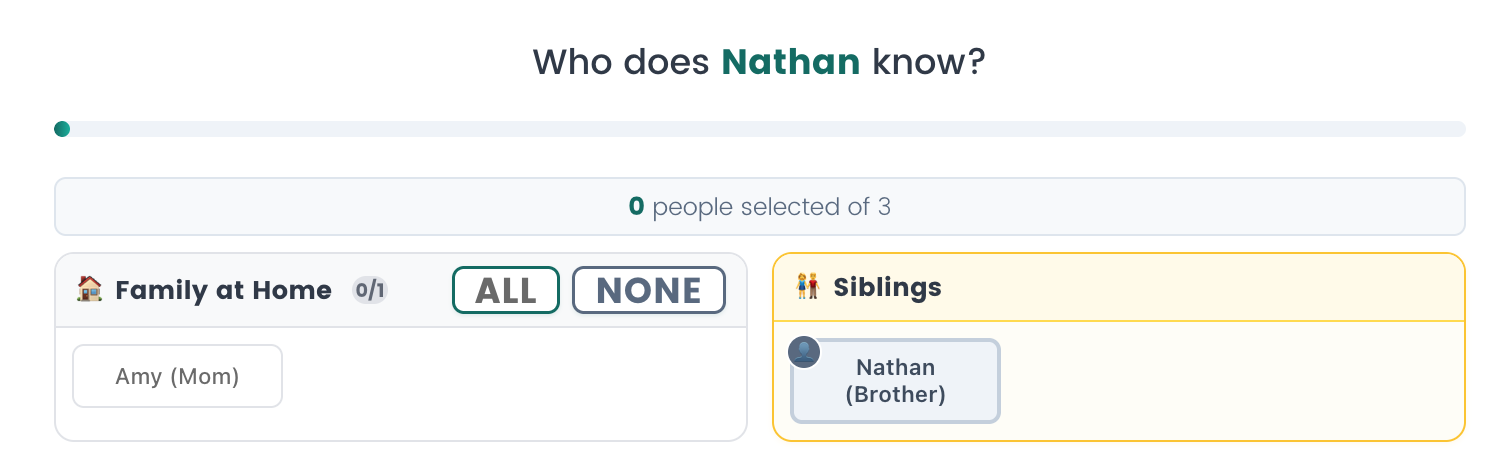 Who does Nathan know?
0 people selected of 3
Family at Home 0/1 ALL NONE
Amy (Mom)
Siblings
Nathan
(Brother)